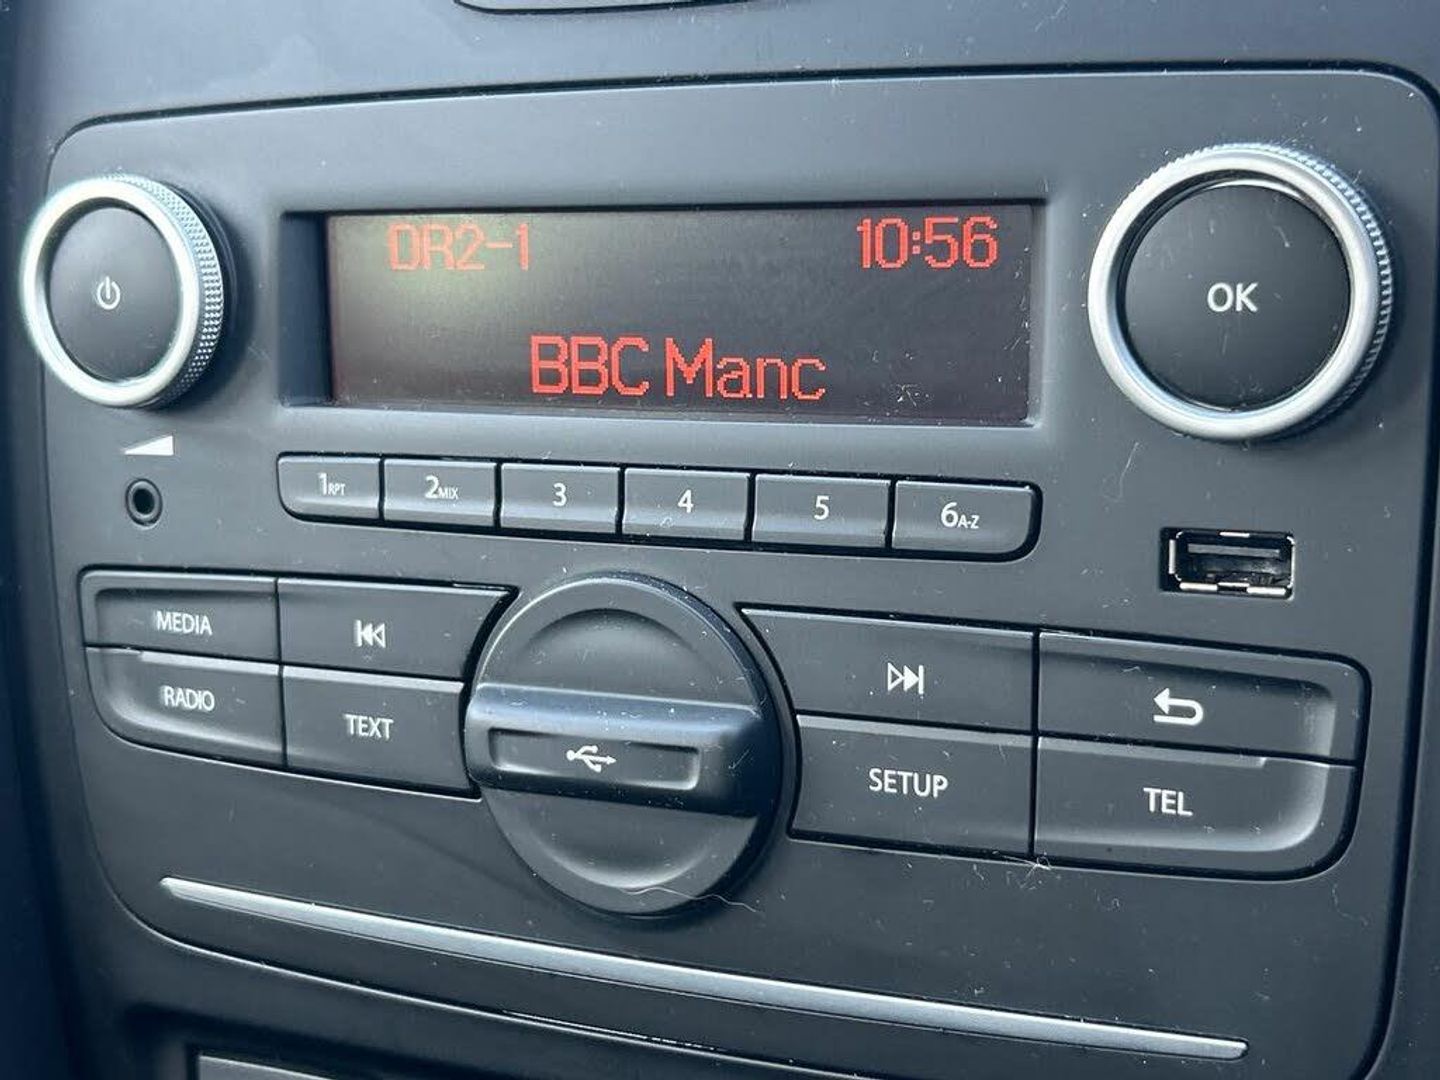 DR2-1 10:56
BBC Manc
OK
1RPT 2MIX 3 4 5 6A-Z
MEDIA
RADIO TEXT
SETUP TEL